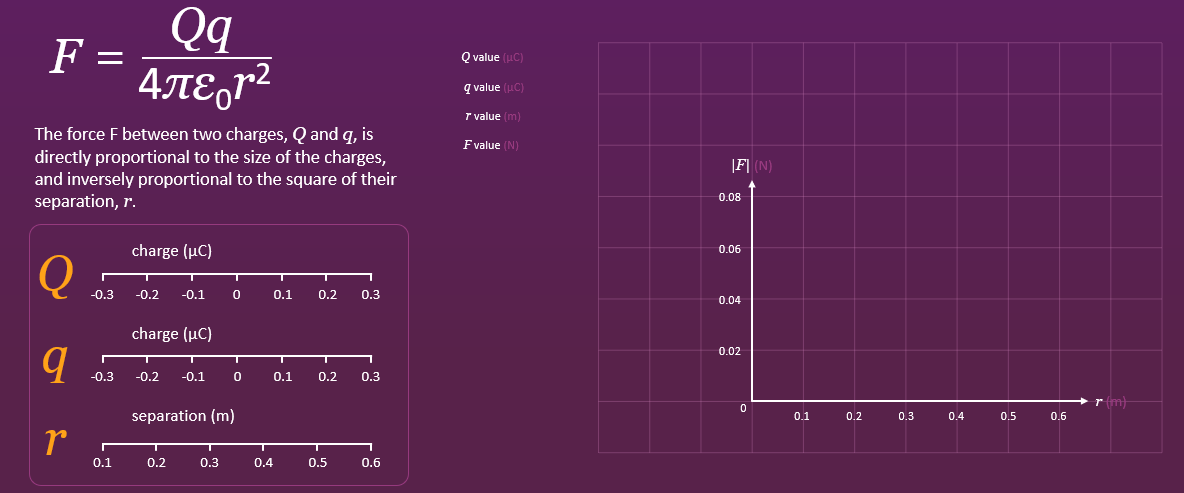 F = Qq / 4πε₀r²
The force F between two charges, Q and q, is
directly proportional to the size of the charges,
and inversely proportional to the square of their
separation, r.
Q
charge (µC)
-0.3 -0.2 -0.1 0 0.1 0.2 0.3
q
charge (µC)
-0.3 -0.2 -0.1 0 0.1 0.2 0.3
r
separation (m)
0.1 0.2 0.3 0.4 0.5 0.6
Q value (µC)
q value (µC)
r value (m)
F value (N)
|F| (N)
0.08
0.06
0.04
0.02
0
0.1 0.2 0.3 0.4 0.5 0.6
r (m)